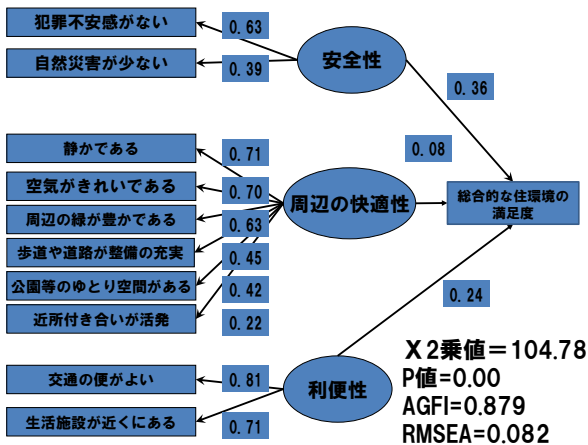 犯罪不安感がない
0.63
自然災害が少ない
0.39
安全性
0.36
静かである
0.71
空気がきれいである
0.70
周辺の緑が豊かである
0.63
歩道や道路が整備の充実
0.45
公園等のゆとり空間がある
0.42
近所付き合いが活発
0.22
周辺の快適性
0.08
総合的な住環境の
満足度
交通の便がよい
0.81
生活施設が近くにある
0.71
利便性
0.24
X2乗値=104.78
P値=0.00
AGFI=0.879
RMSEA=0.082